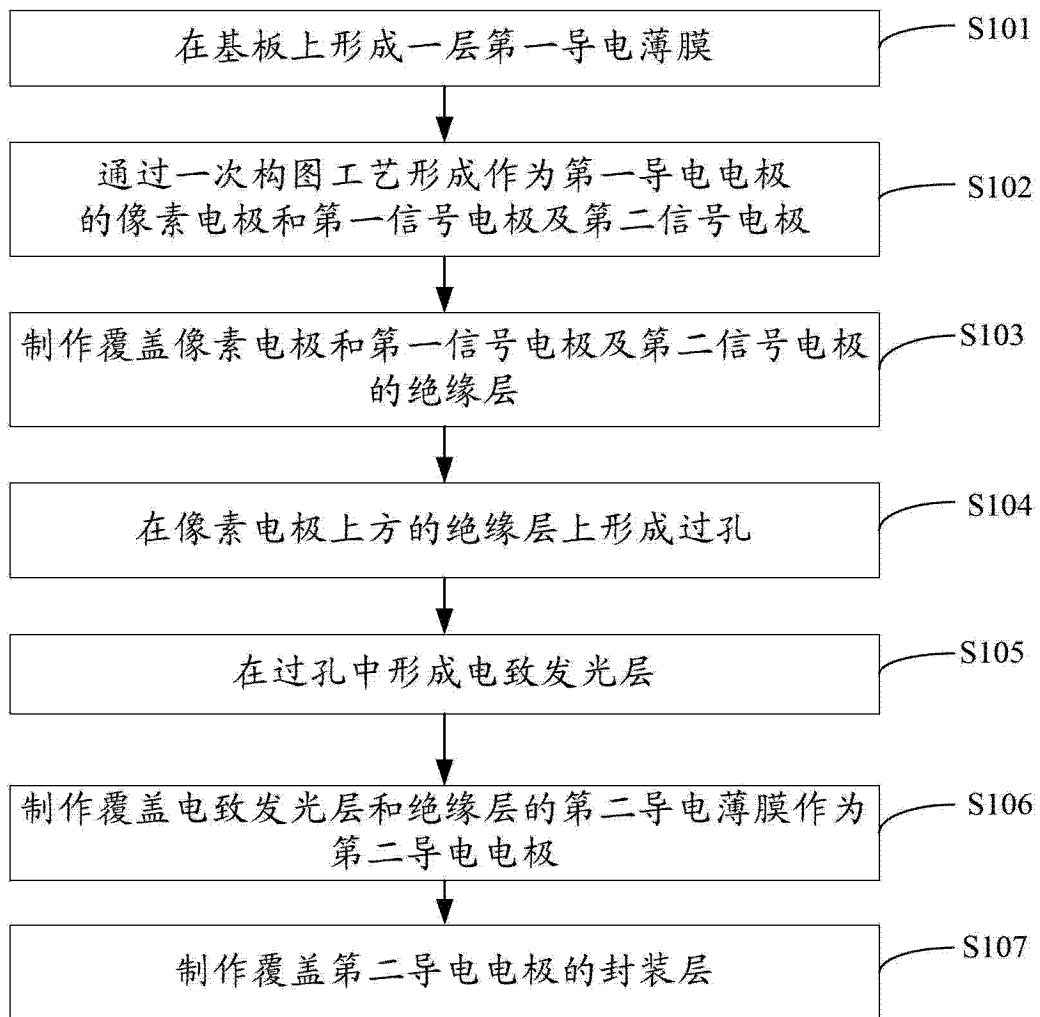 在基板上形成一层第一导电薄膜
S101
通过一次构图工艺形成作为第一导电电极
的像素电极和第一信号电极及第二信号电极
S102
制作覆盖像素电极和第一信号电极及第二信号电极
的绝缘层
S103
在像素电极上方的绝缘层上形成过孔
S104
在过孔中形成电致发光层
S105
制作覆盖电致发光层和绝缘层的第二导电薄膜作为
第二导电电极
S106
制作覆盖第二导电电极的封装层
S107